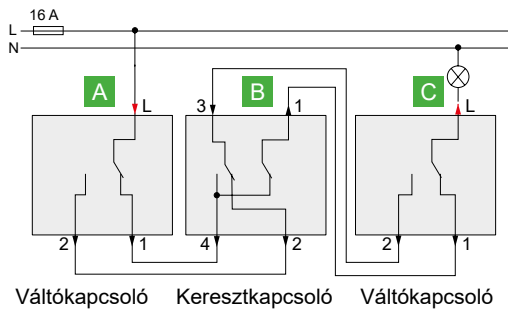 16 A
L
N
A B C
L 3 1 L
2 1 4 2 2 1
Váltókapcsoló Keresztkapcsoló Váltókapcsoló